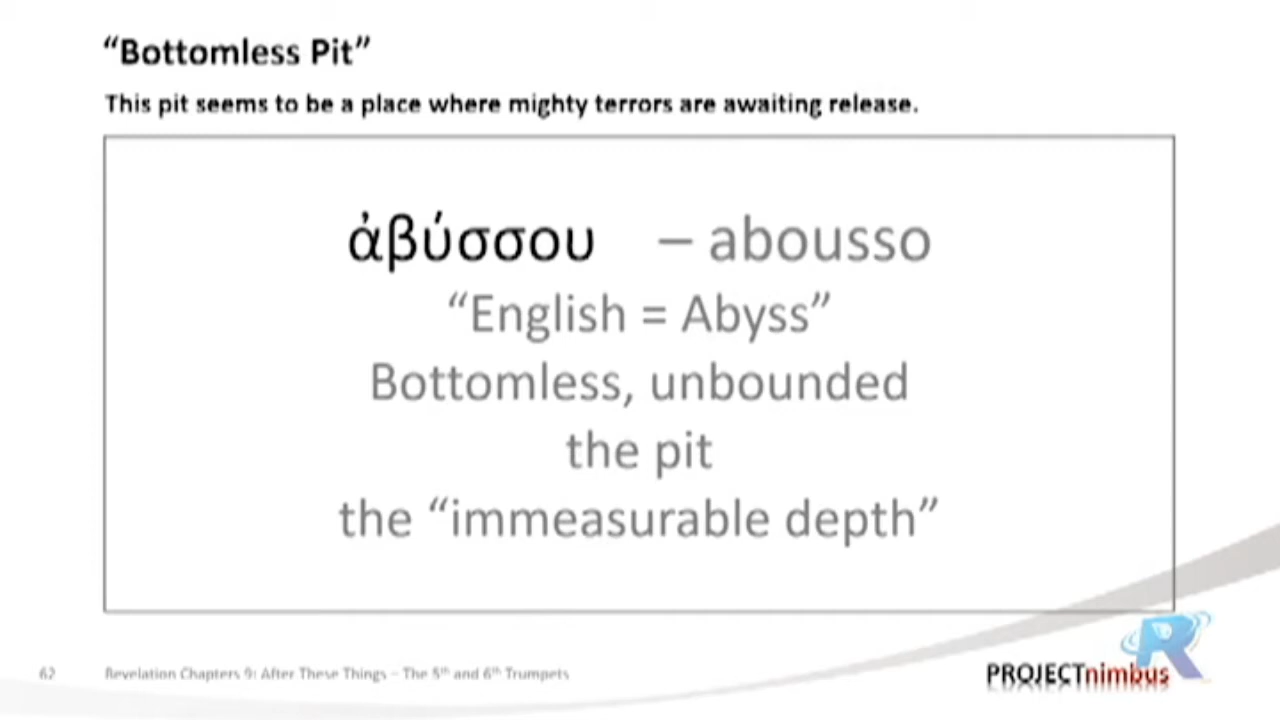 “Bottomless Pit”
This pit seems to be a place where mighty terrors are awaiting release.
ἀβύσσου – abousso
“English = Abyss”
Bottomless, unbounded
the pit
the “immeasurable depth”
62 Revelation Chapters 9: After These Things – The 5th and 6th Trumpets
PROJECTnimbus